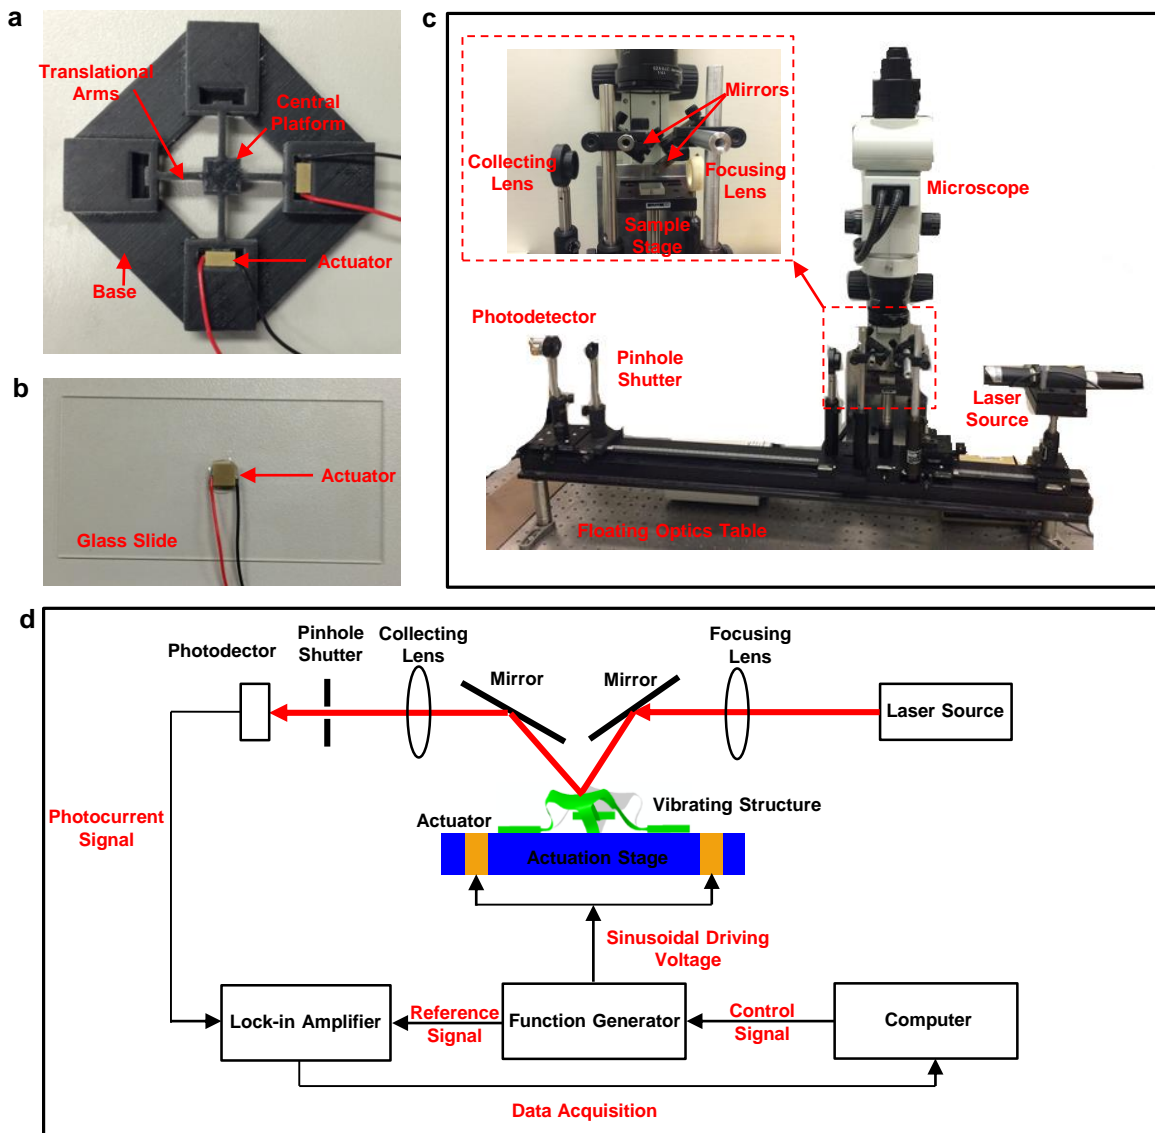 a
Translational
Arms
Central
Platform
Actuator
Base
b
Actuator
Glass Slide
c
Mirrors
Collecting
Lens
Focusing
Lens
Sample
Stage
Microscope
Photodetector
Pinhole
Shutter
Laser
Source
Floating Optics Table
d
Photodector
Pinhole
Shutter
Collecting
Lens
Mirror
Mirror
Focusing
Lens
Laser Source
Photocurrent
Signal
Actuator
Vibrating Structure
Actuation Stage
Sinusoidal Driving
Voltage
Lock-in Amplifier
Reference
Signal
Function Generator
Control
Signal
Computer
Data Acquisition